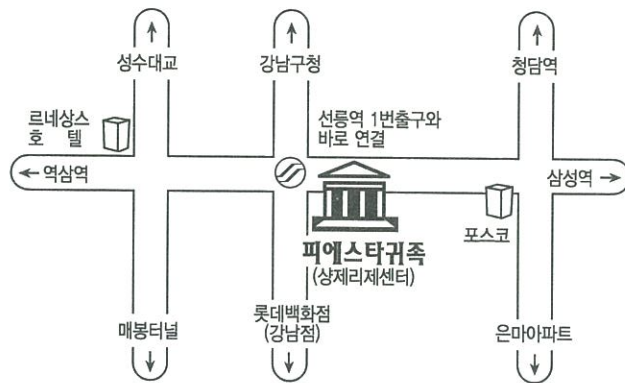 성수대교
강남구청
청담역
르네상스
호 텔
선릉역 1번출구와
바로 연결
← 역삼역
삼성역 →
포스코
피에스타귀족
(샹제리제센터)
매봉터널
롯데백화점
(강남점)
은마아파트